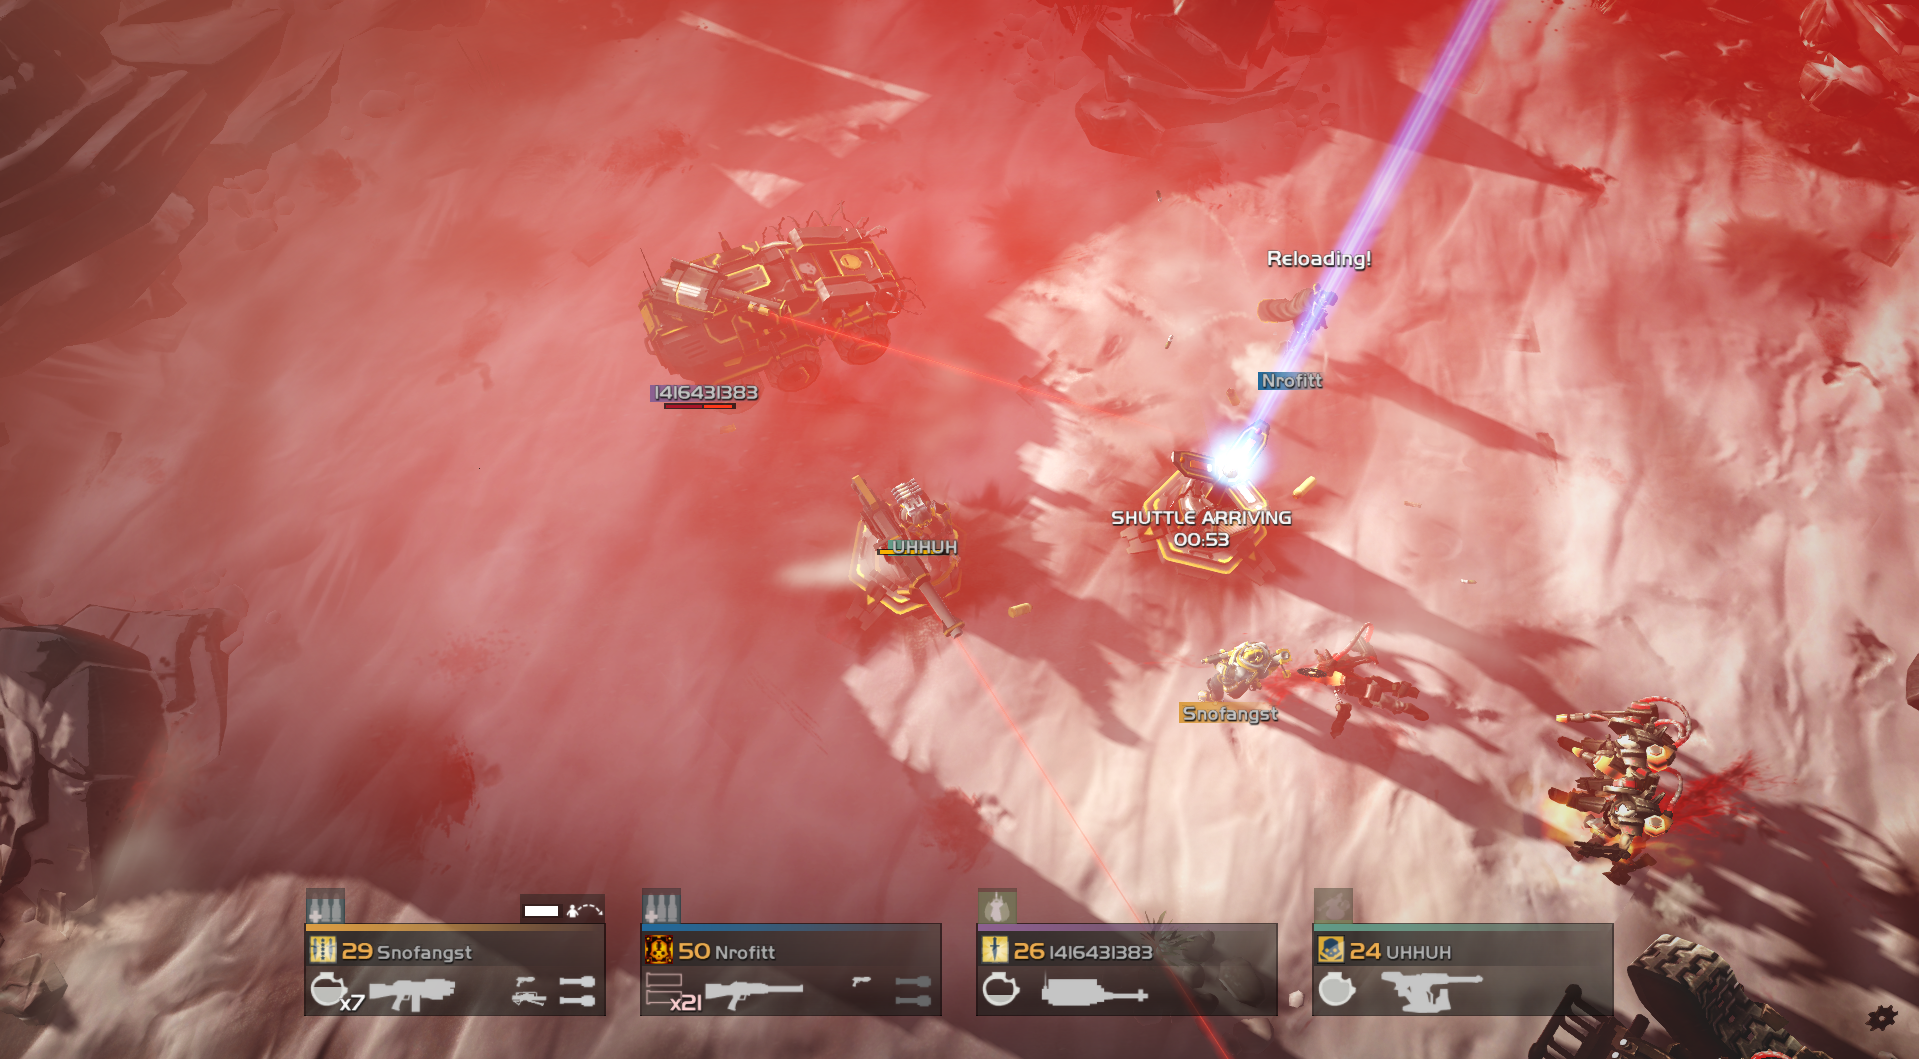 Reloading!
Nrofitt
1416431383
SHUTTLE ARRIVING
00:53
UHHUH
Snofangst
29 Snofangst
x7
50 Nrofitt
x21
26 1416431383
24 UHHUH